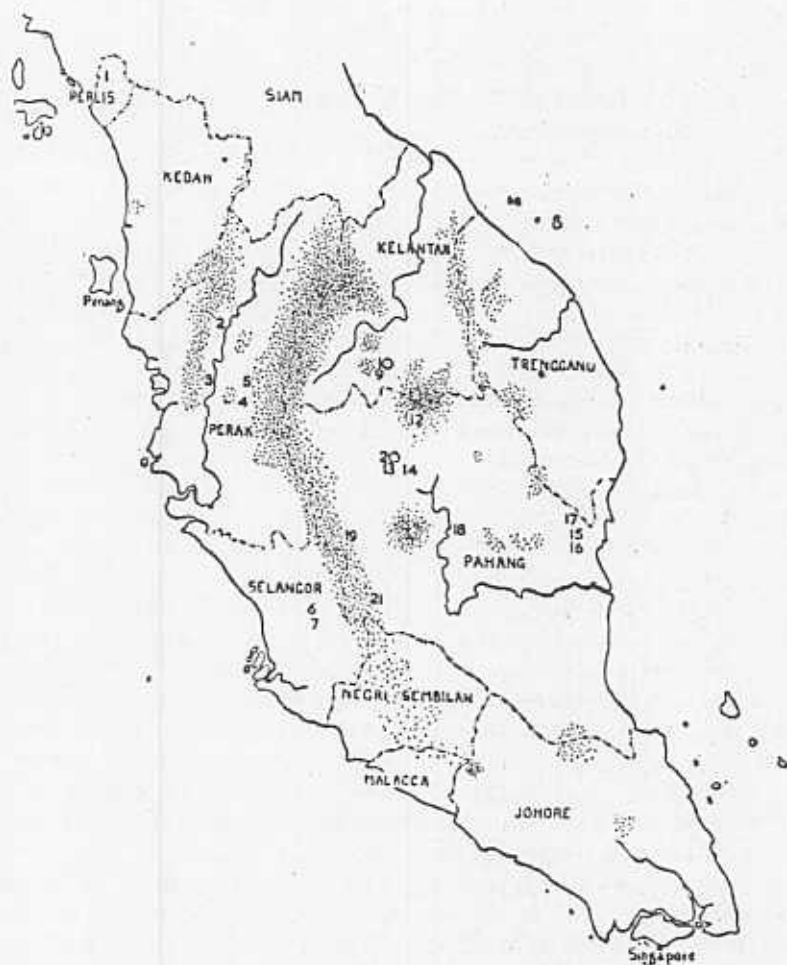 1
PERLIS
SIAM
KEDAH
8
KELANTAN
Penang
2
TRENGGANU
10
9
3
5
4
12
PERAK
20
13 14
17
19
18
15
PAHANG
16
SELANGOR
21
6
7
NEGRI SEMBILAN
MALACCA
JOHORE
Singapore